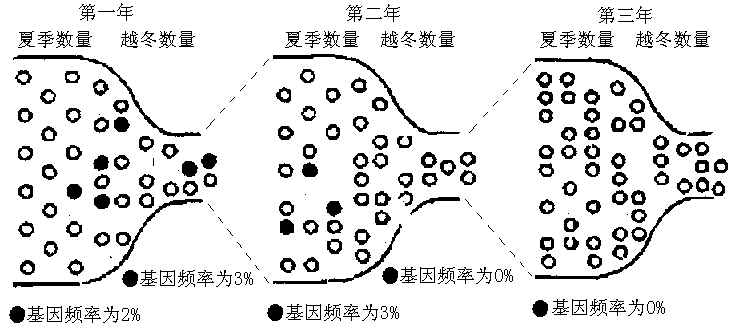 第一年
夏季数量 越冬数量
●基因频率为3%
●基因频率为2%
第二年
夏季数量 越冬数量
●基因频率为0%
●基因频率为3%
第三年
夏季数量 越冬数量
●基因频率为0%